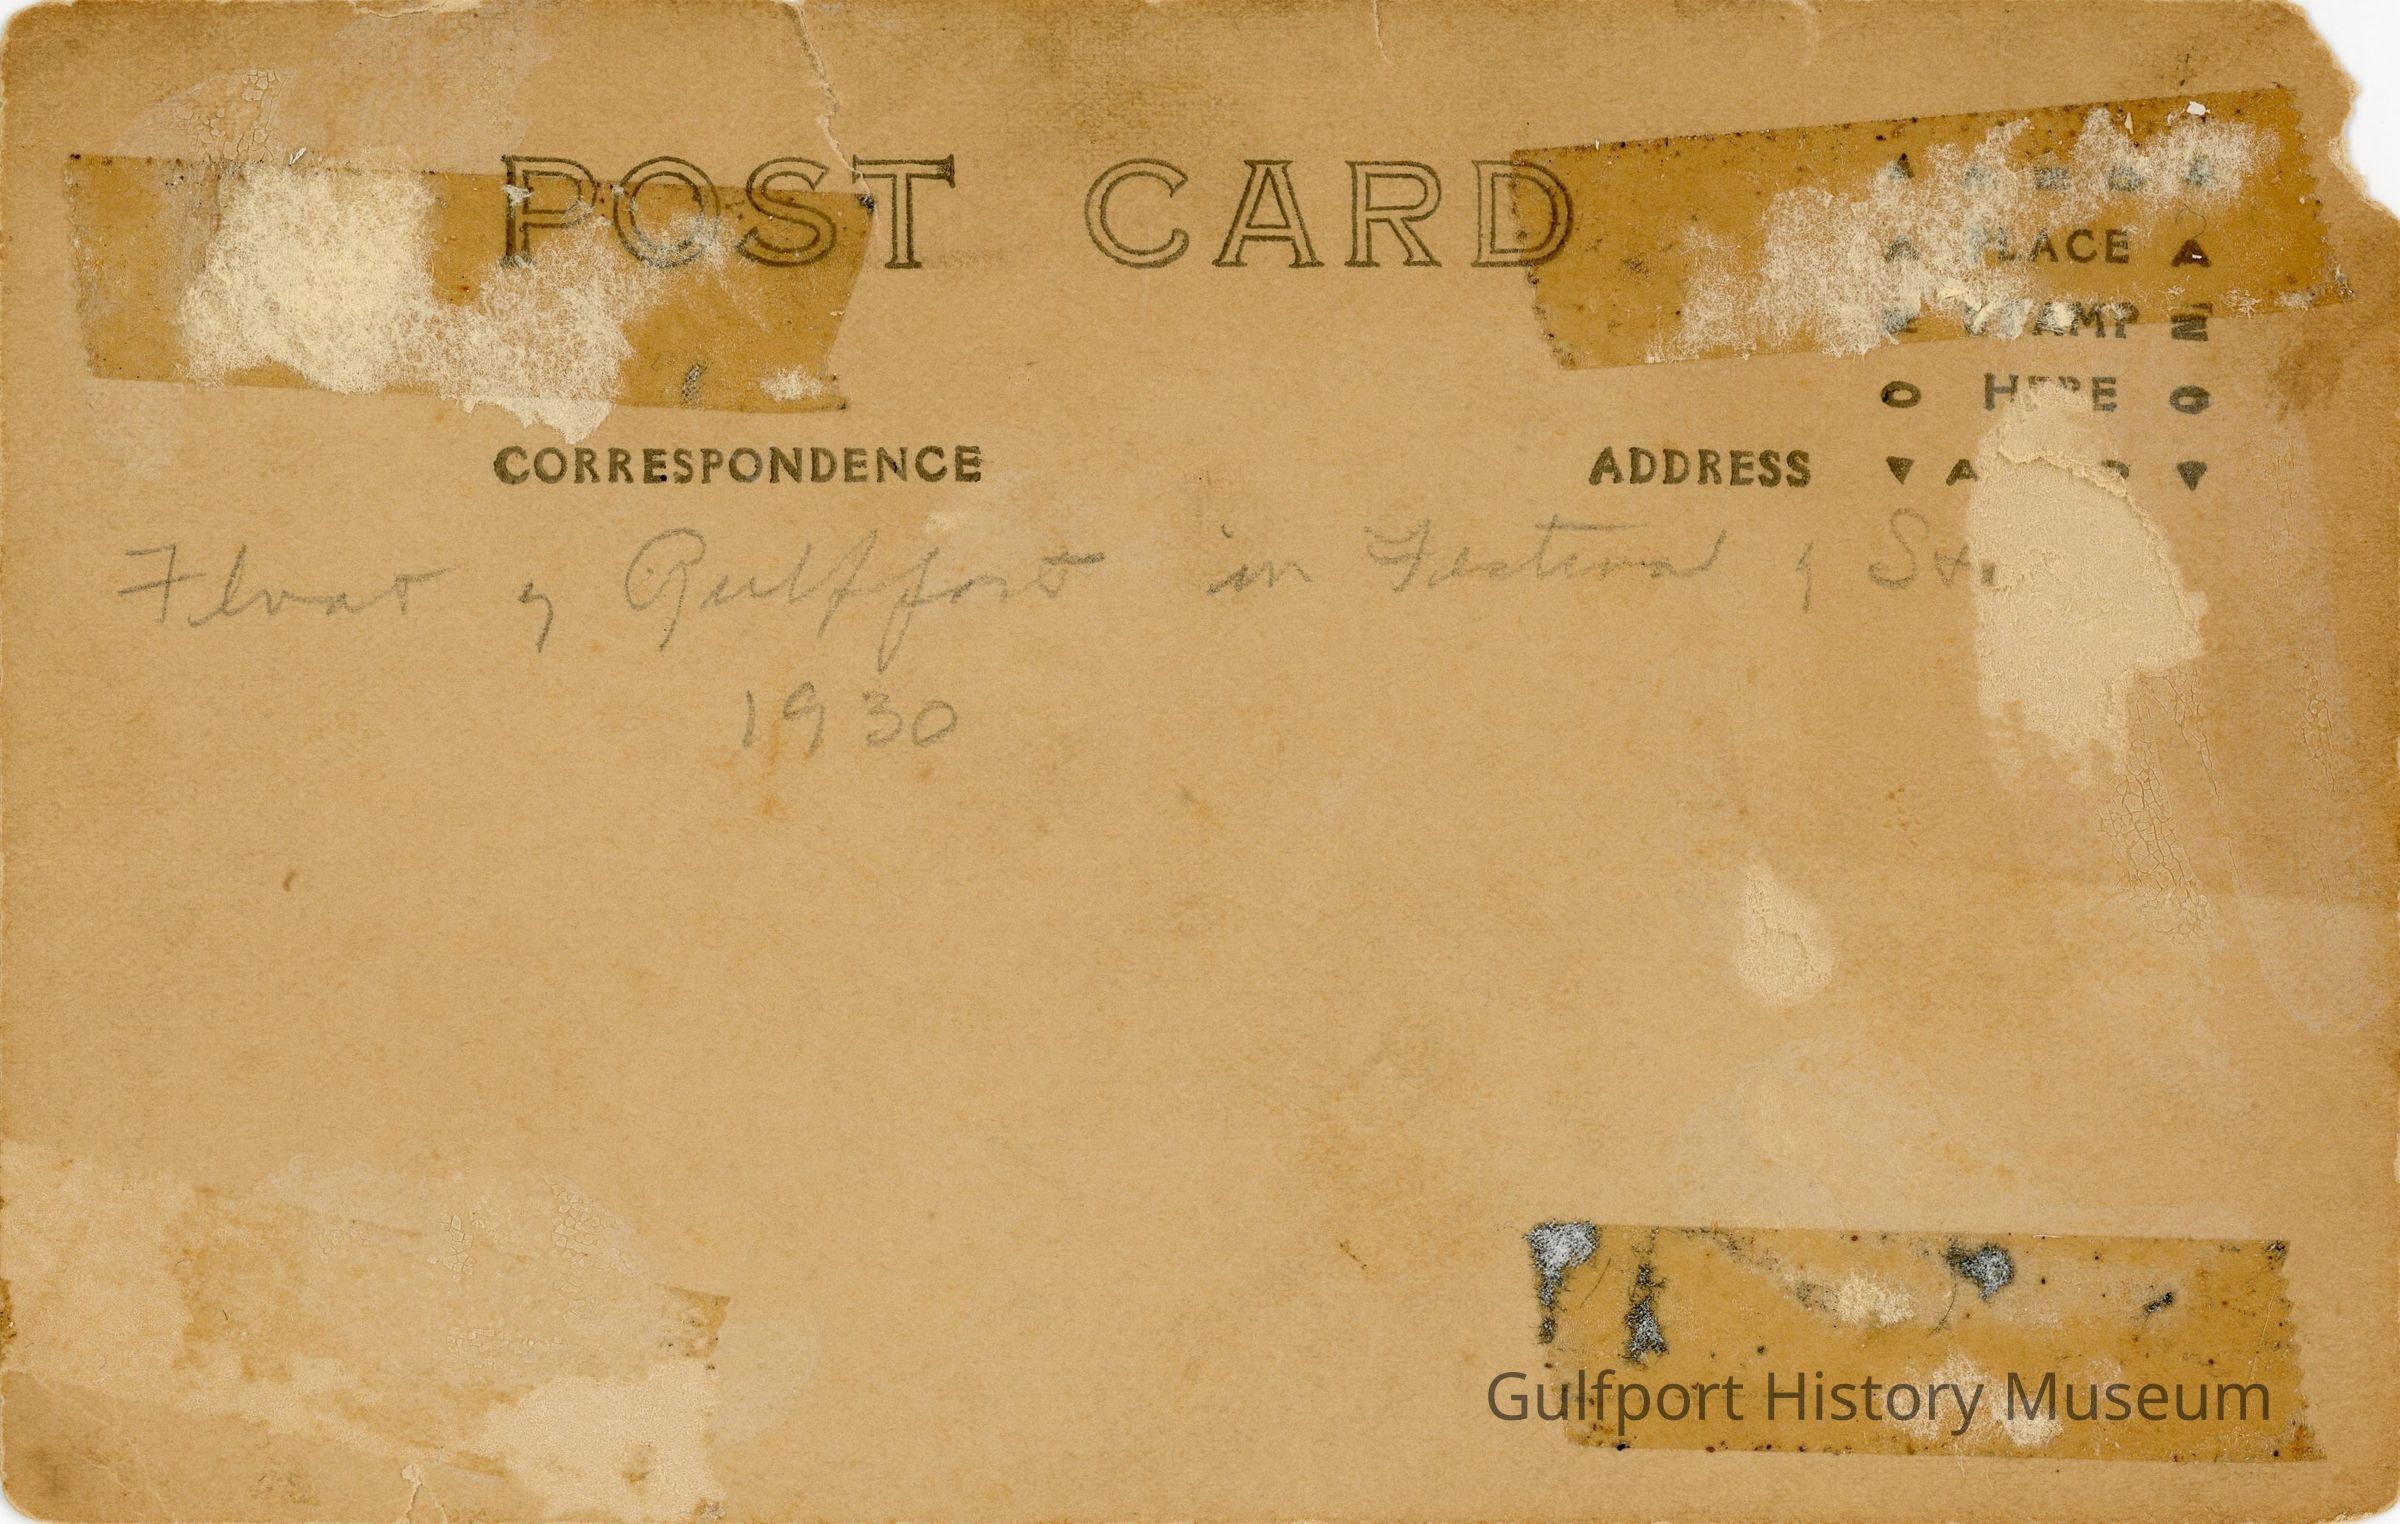 POST CARD
PLACE
STAMP
HERE
CORRESPONDENCE
ADDRESS
Float of Gulfport in Festival of St.
1930
Gulfport History Museum